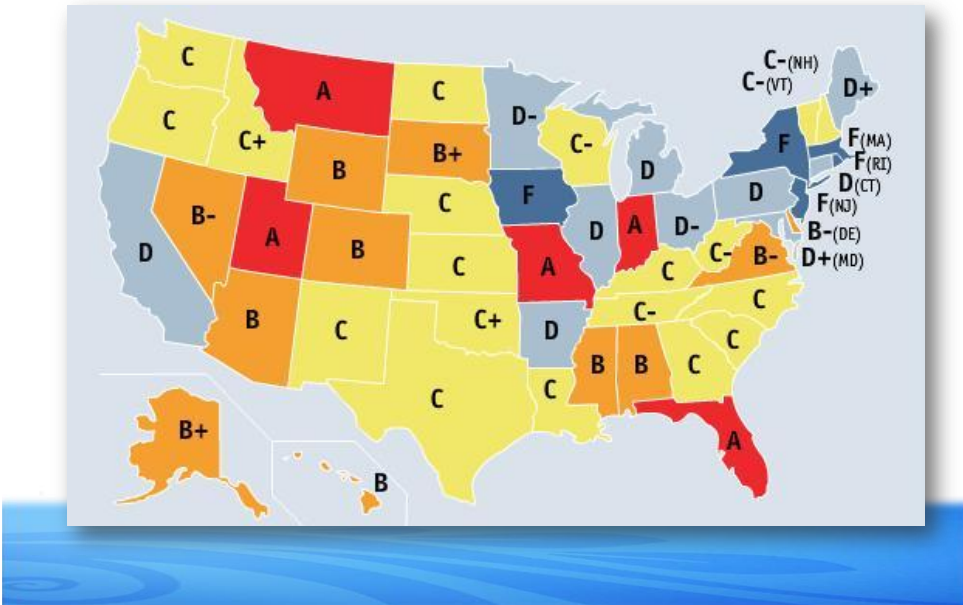 C
A
C
D-
C-(NH)
C-(VT)
D+
C
C+
B
B+
C-
D
F
F(MA)
F(RI)
D(CT)
F(NJ)
B-(DE)
D+(MD)
D
B-
A
B
C
F
D
A
D-
D
C-
B-
C
A
C
B
C
C+
D
C-
C
C
C
C
B
B
C
A
B+
B